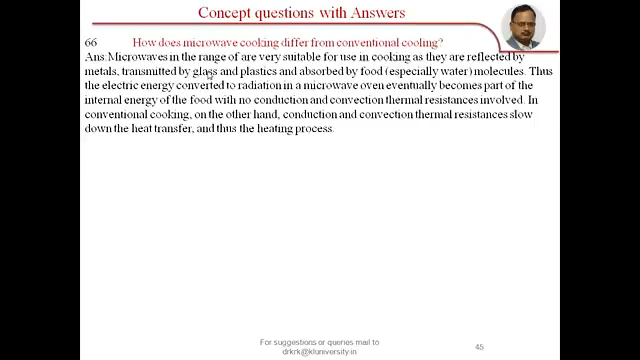 Concept questions with Answers
66 How does microwave cooking differ from conventional cooling?
Ans:Microwaves in the range of are very suitable for use in cooking as they are reflected by
metals, transmitted by glass and plastics and absorbed by food (especially water) molecules. Thus
the electric energy converted to radiation in a microwave oven eventually becomes part of the
internal energy of the food with no conduction and convection thermal resistances involved. In
conventional cooking, on the other hand, conduction and convection thermal resistances slow
down the heat transfer, and thus the heating process.
For suggestions or queries mail to
drkrk@kluniversity.in
45